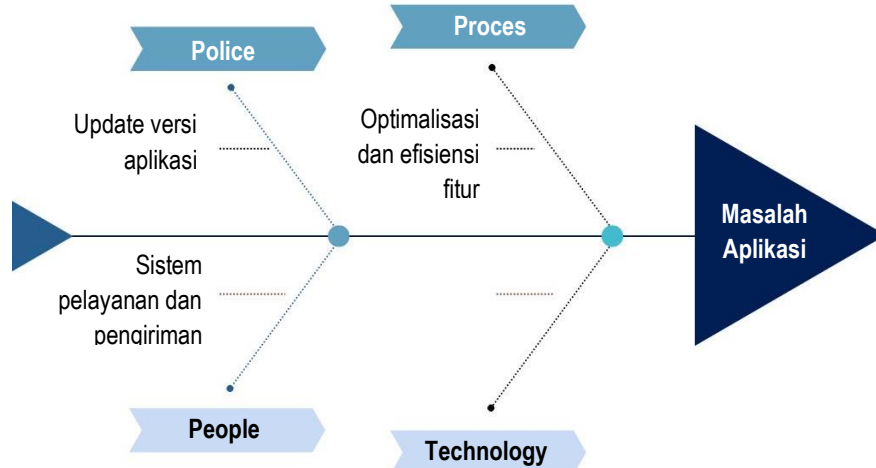 Police
Proces
Update versi
aplikasi
Optimalisasi
dan efisiensi
fitur
Masalah
Aplikasi
Sistem
pelayanan dan
pengiriman
People
Technology